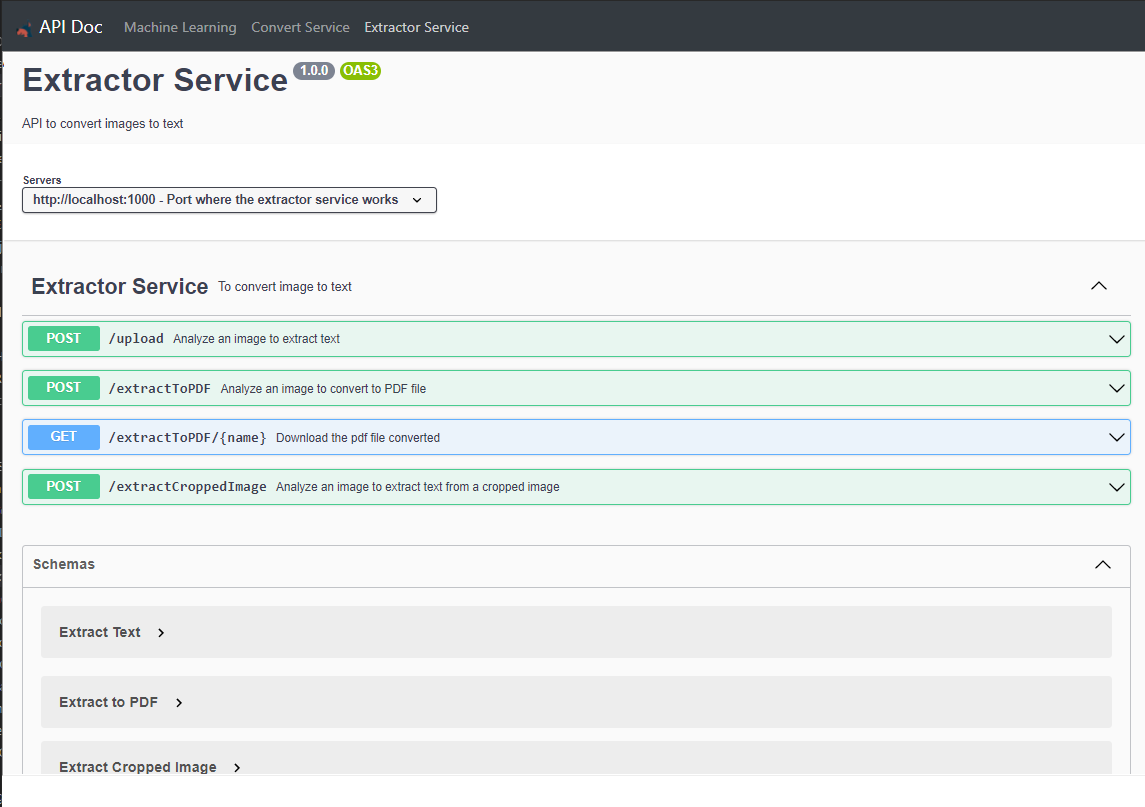 API Doc Machine Learning Convert Service Extractor Service
Extractor Service 1.0.0 OAS3
API to convert images to text
Servers
http://localhost:1000 - Port where the extractor service works
Extractor Service To convert image to text
POST /upload Analyze an image to extract text
POST /extractToPDF Analyze an image to convert to PDF file
GET /extractToPDF/{name} Download the pdf file converted
POST /extractCroppedImage Analyze an image to extract text from a cropped image
Schemas
Extract Text
Extract to PDF
Extract Cropped Image